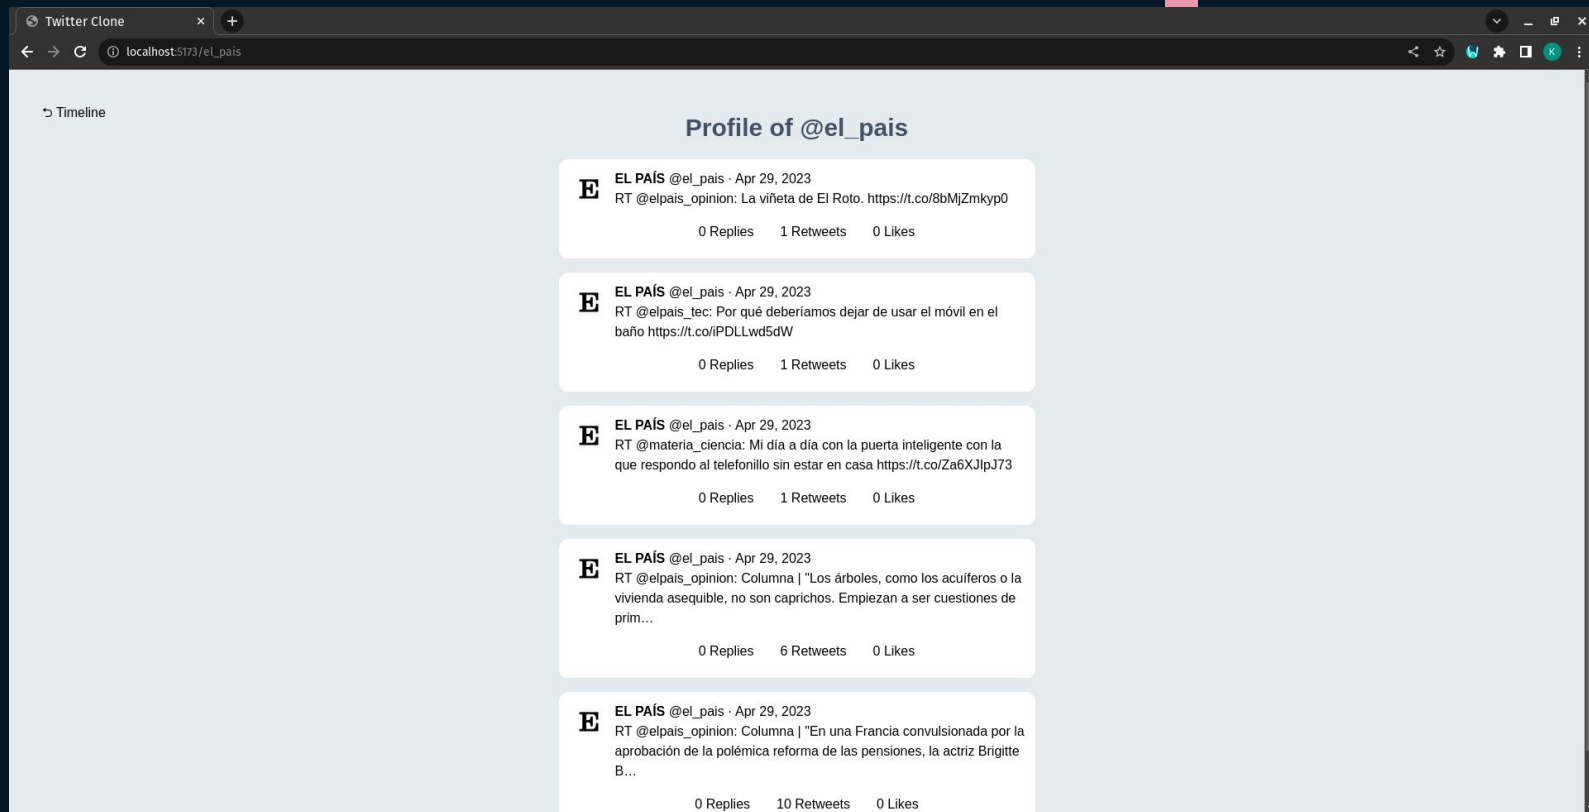 Twitter Clone
localhost:5173/el_pais
K
⮌ Timeline
Profile of @el_pais
E
EL PAÍS @el_pais · Apr 29, 2023
RT @elpais_opinion: La viñeta de El Roto. https://t.co/8bMjZmkyp0
0 Replies 1 Retweets 0 Likes
E
EL PAÍS @el_pais · Apr 29, 2023
RT @elpais_tec: Por qué deberíamos dejar de usar el móvil en el
baño https://t.co/iPDLLwd5dW
0 Replies 1 Retweets 0 Likes
E
EL PAÍS @el_pais · Apr 29, 2023
RT @materia_ciencia: Mi día a día con la puerta inteligente con la
que respondo al telefonillo sin estar en casa https://t.co/Za6XJIpJ73
0 Replies 1 Retweets 0 Likes
E
EL PAÍS @el_pais · Apr 29, 2023
RT @elpais_opinion: Columna | "Los árboles, como los acuíferos o la
vivienda asequible, no son caprichos. Empiezan a ser cuestiones de
prim…
0 Replies 6 Retweets 0 Likes
E
EL PAÍS @el_pais · Apr 29, 2023
RT @elpais_opinion: Columna | "En una Francia convulsionada por la
aprobación de la polémica reforma de las pensiones, la actriz Brigitte
B…
0 Replies 10 Retweets 0 Likes